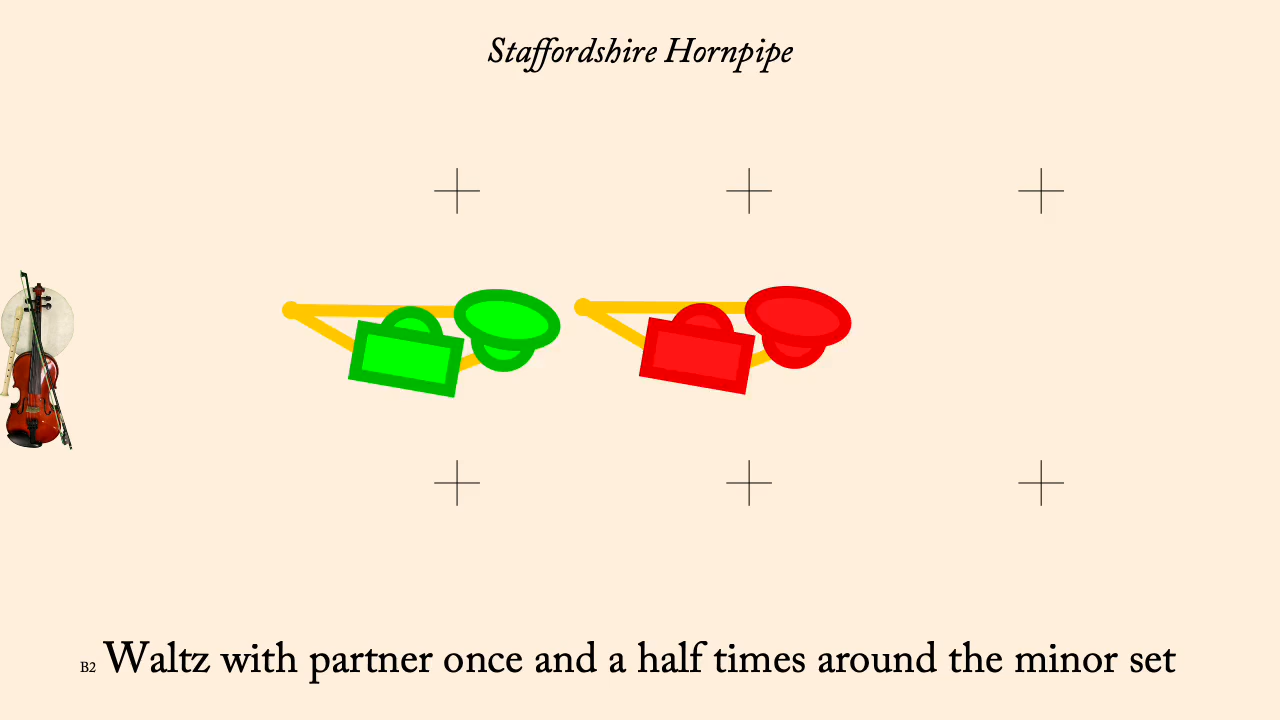 Staffordshire Hornpipe
B2 Waltz with partner once and a half times around the minor set